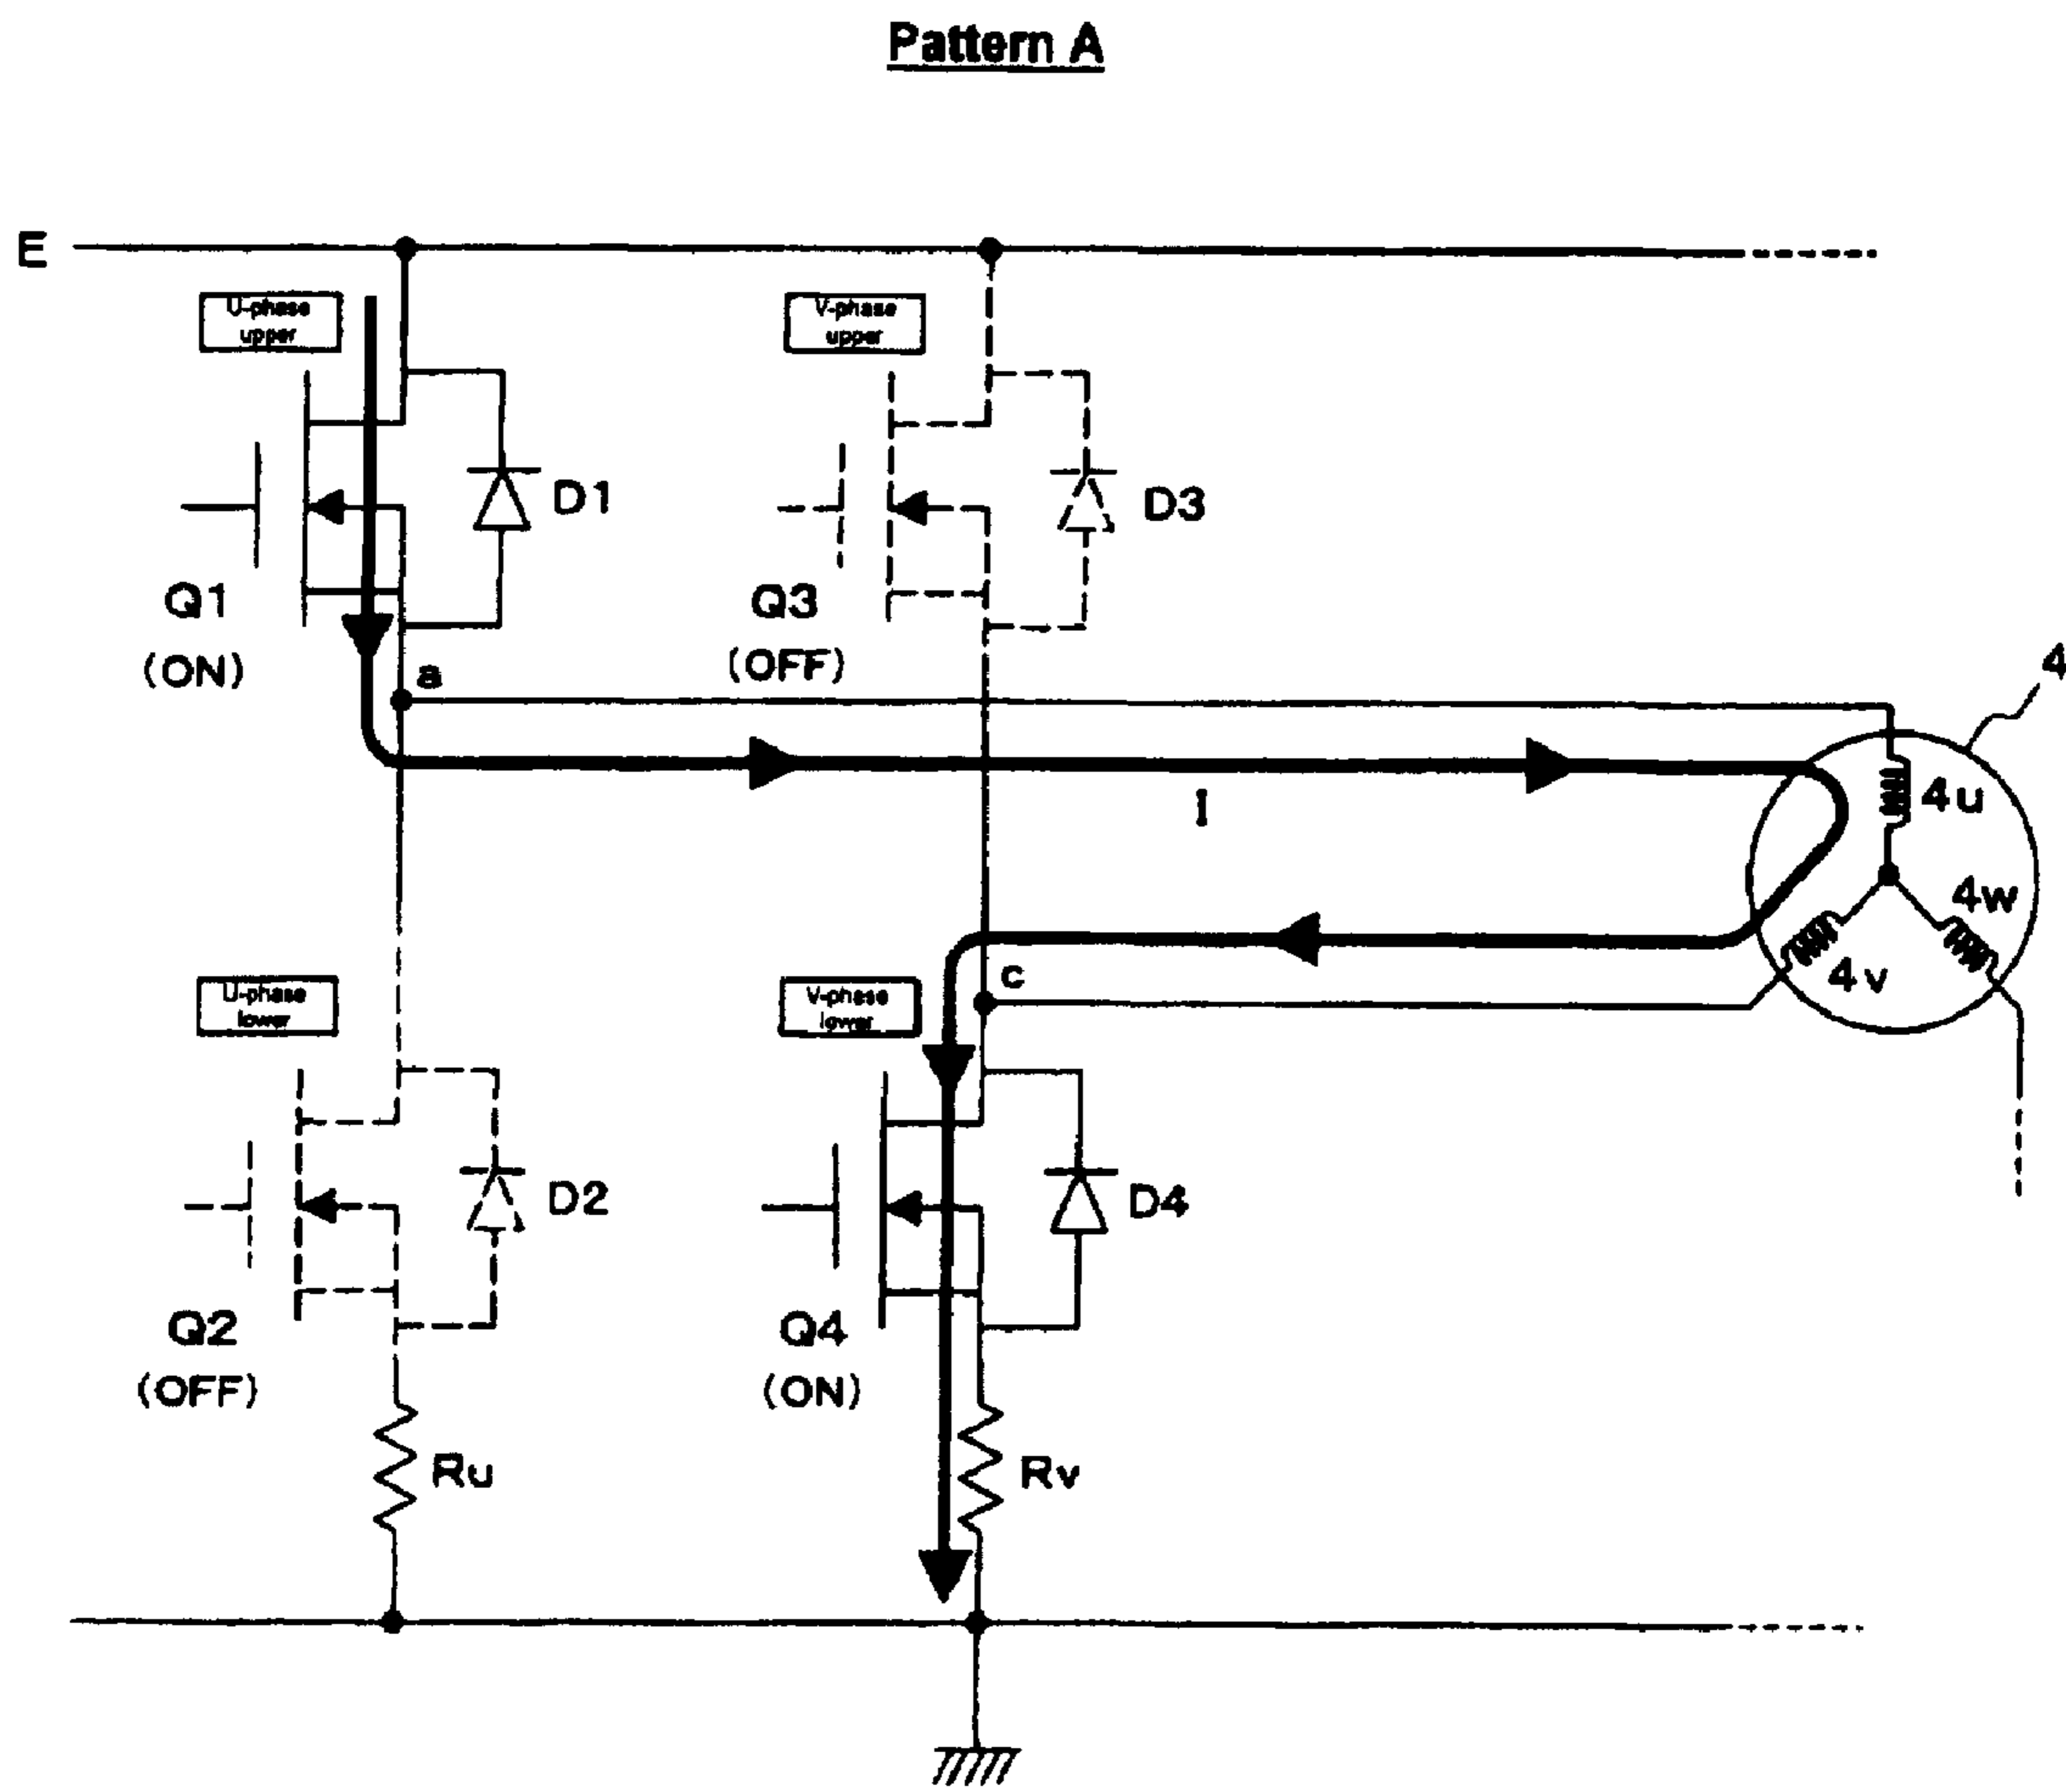 Pattern A
E
U-phase
upper
V-phase
upper
D1
D3
Q1
(ON)
Q3
(OFF)
a
4
I
4u
4w
4v
c
U-phase
lower
V-phase
lower
D2
D4
Q2
(OFF)
Q4
(ON)
Ru
Rv